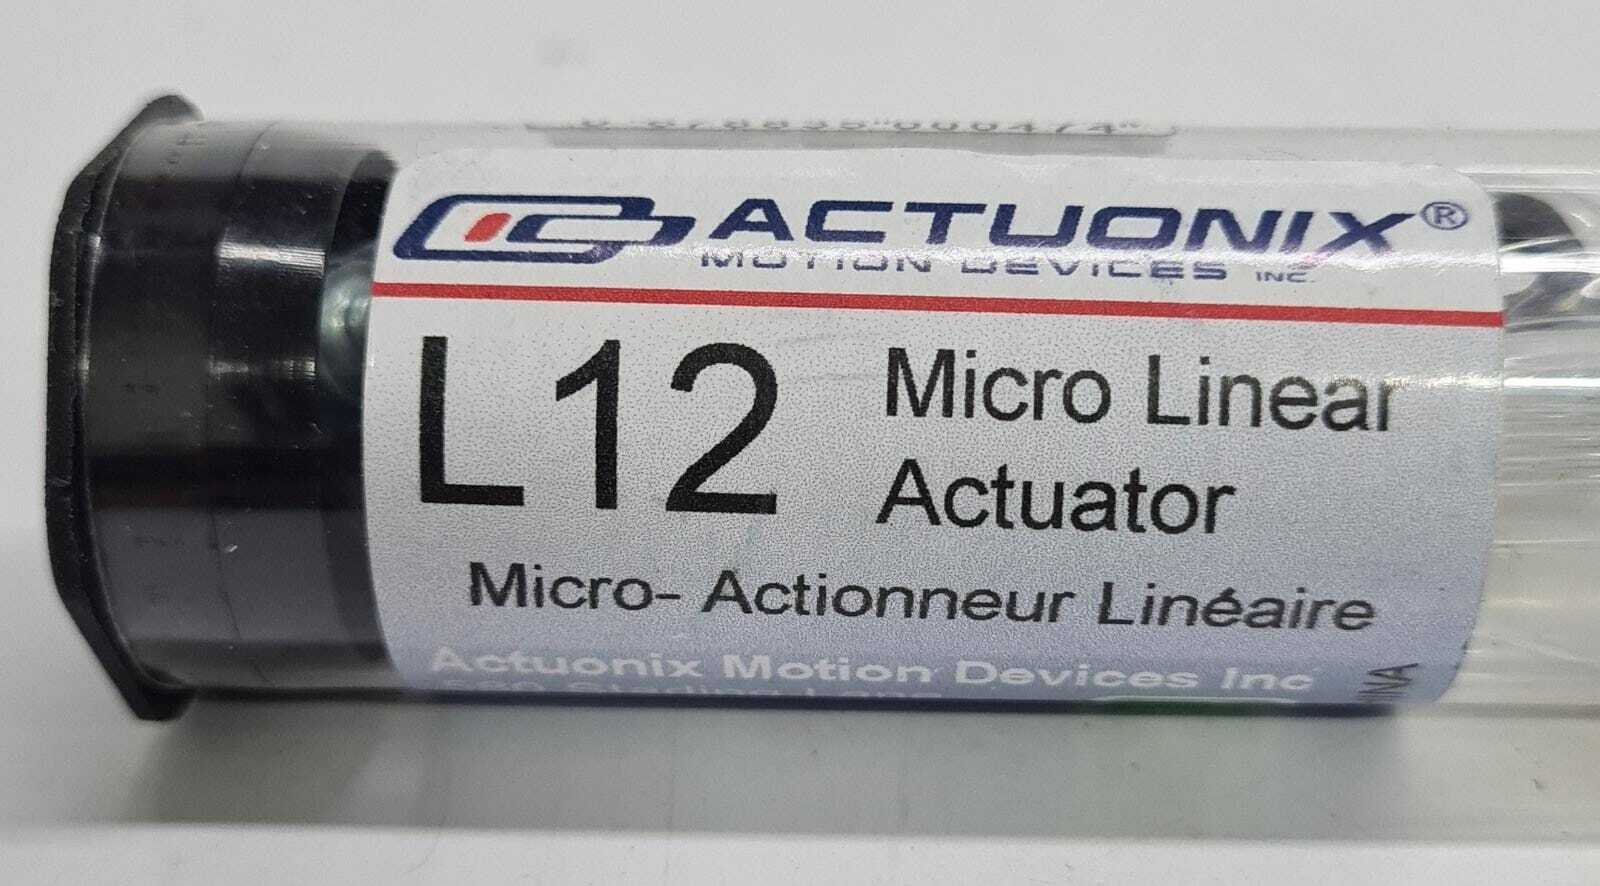 ACTUONIX®
MOTION DEVICES INC.
L12 Micro Linear
Actuator
Micro- Actionneur Linéaire
Actuonix Motion Devices Inc